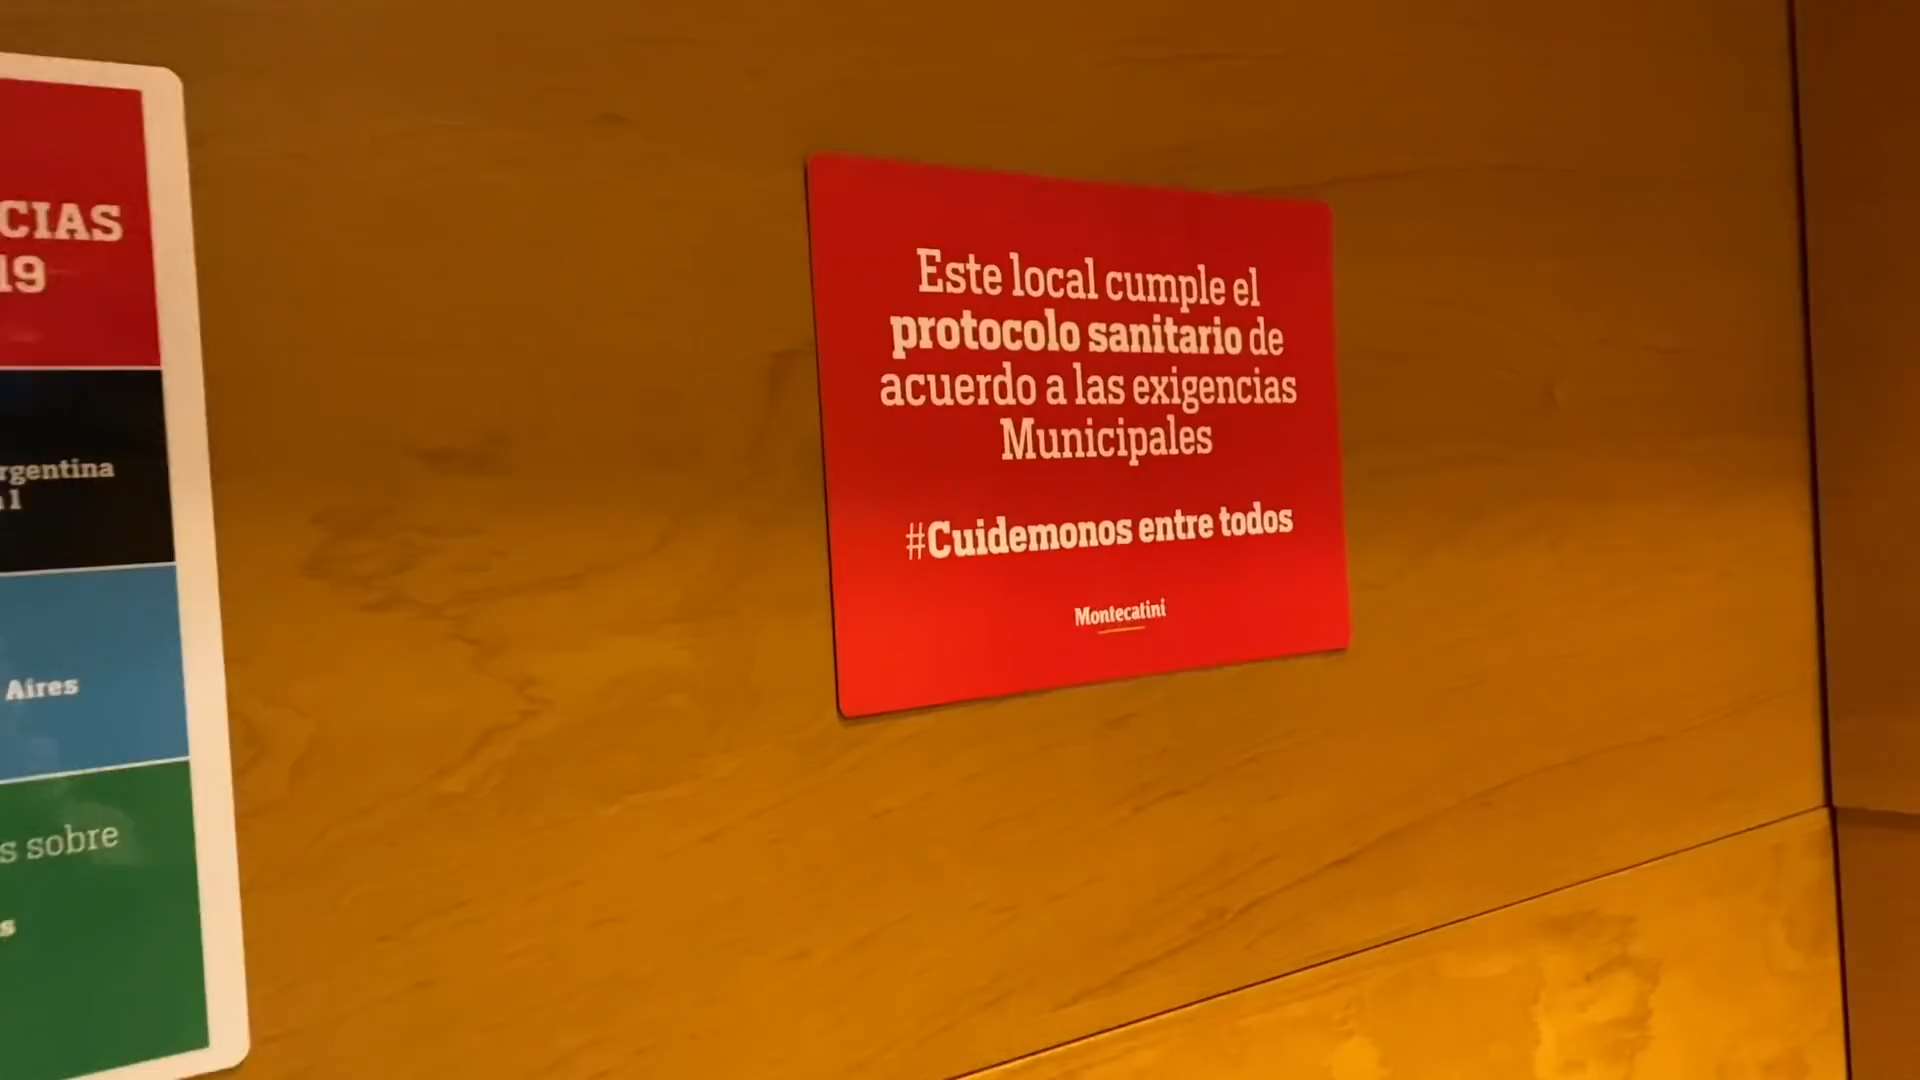 CIAS
19
rgentina
1
Aires
s sobre
s
Este local cumple el
protocolo sanitario de
acuerdo a las exigencias
Municipales
#Cuidemonos entre todos
Montecatini